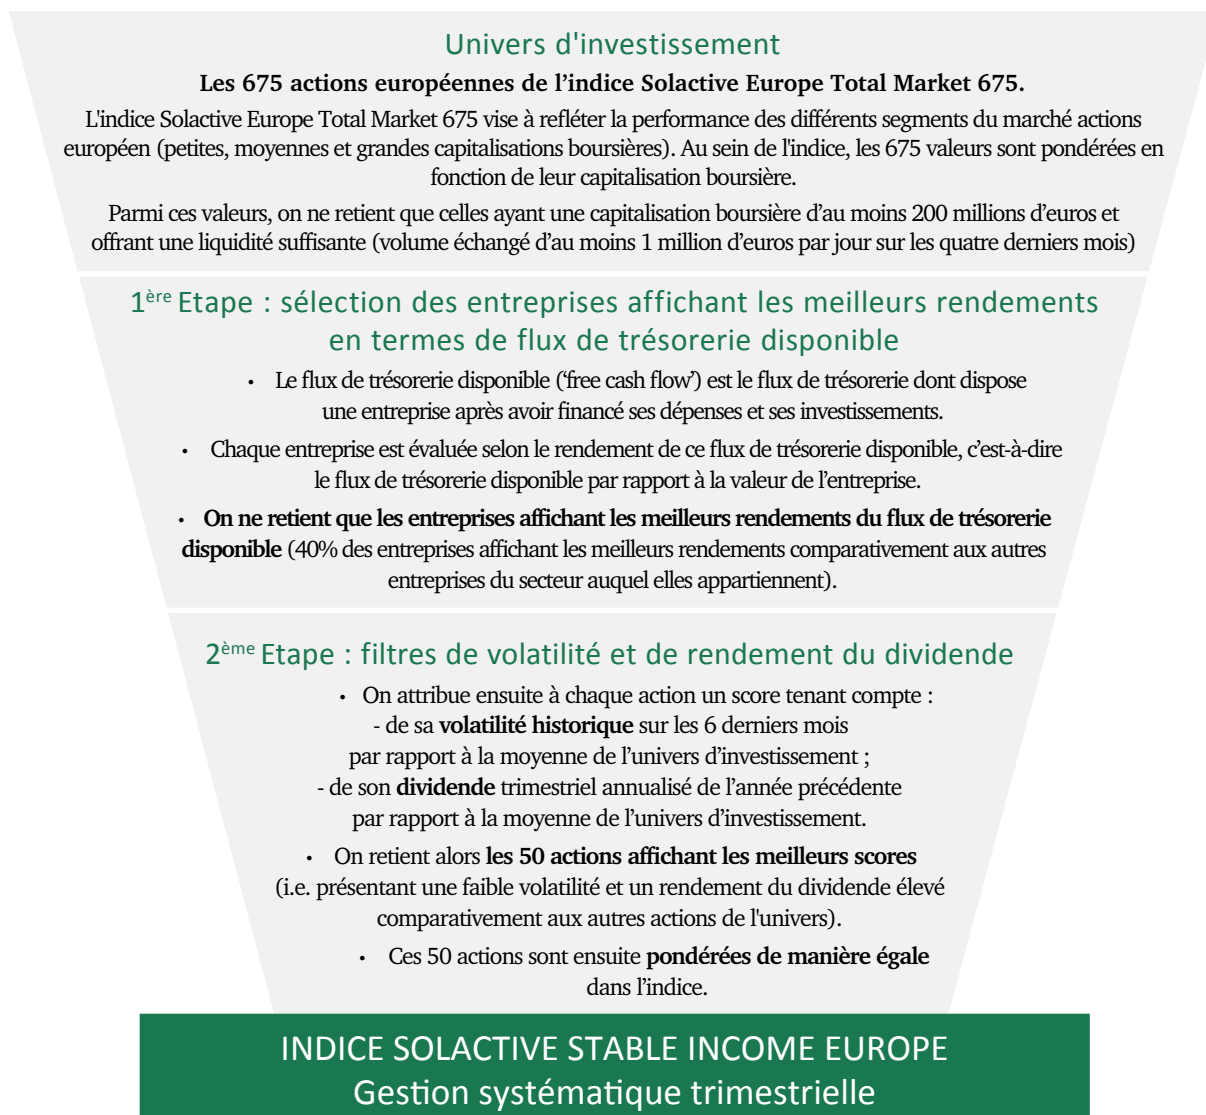 Univers d'investissement
Les 675 actions européennes de l’indice Solactive Europe Total Market 675.
L'indice Solactive Europe Total Market 675 vise à refléter la performance des différents segments du marché actions
européen (petites, moyennes et grandes capitalisations boursières). Au sein de l'indice, les 675 valeurs sont pondérées en
fonction de leur capitalisation boursière.
Parmi ces valeurs, on ne retient que celles ayant une capitalisation boursière d’au moins 200 millions d’euros et
offrant une liquidité suffisante (volume échangé d’au moins 1 million d’euros par jour sur les quatre derniers mois)
1ère Etape : sélection des entreprises affichant les meilleurs rendements
en termes de flux de trésorerie disponible
• Le flux de trésorerie disponible (‘free cash flow’) est le flux de trésorerie dont dispose
une entreprise après avoir financé ses dépenses et ses investissements.
• Chaque entreprise est évaluée selon le rendement de ce flux de trésorerie disponible, c’est-à-dire
le flux de trésorerie disponible par rapport à la valeur de l’entreprise.
• On ne retient que les entreprises affichant les meilleurs rendements du flux de trésorerie
disponible (40% des entreprises affichant les meilleurs rendements comparativement aux autres
entreprises du secteur auquel elles appartiennent).
2ème Etape : filtres de volatilité et de rendement du dividende
• On attribue ensuite à chaque action un score tenant compte :
- de sa volatilité historique sur les 6 derniers mois
par rapport à la moyenne de l’univers d’investissement ;
- de son dividende trimestriel annualisé de l’année précédente
par rapport à la moyenne de l’univers d’investissement.
• On retient alors les 50 actions affichant les meilleurs scores
(i.e. présentant une faible volatilité et un rendement du dividende élevé
comparativement aux autres actions de l'univers).
• Ces 50 actions sont ensuite pondérées de manière égale
dans l’indice.
INDICE SOLACTIVE STABLE INCOME EUROPE
Gestion systématique trimestrielle